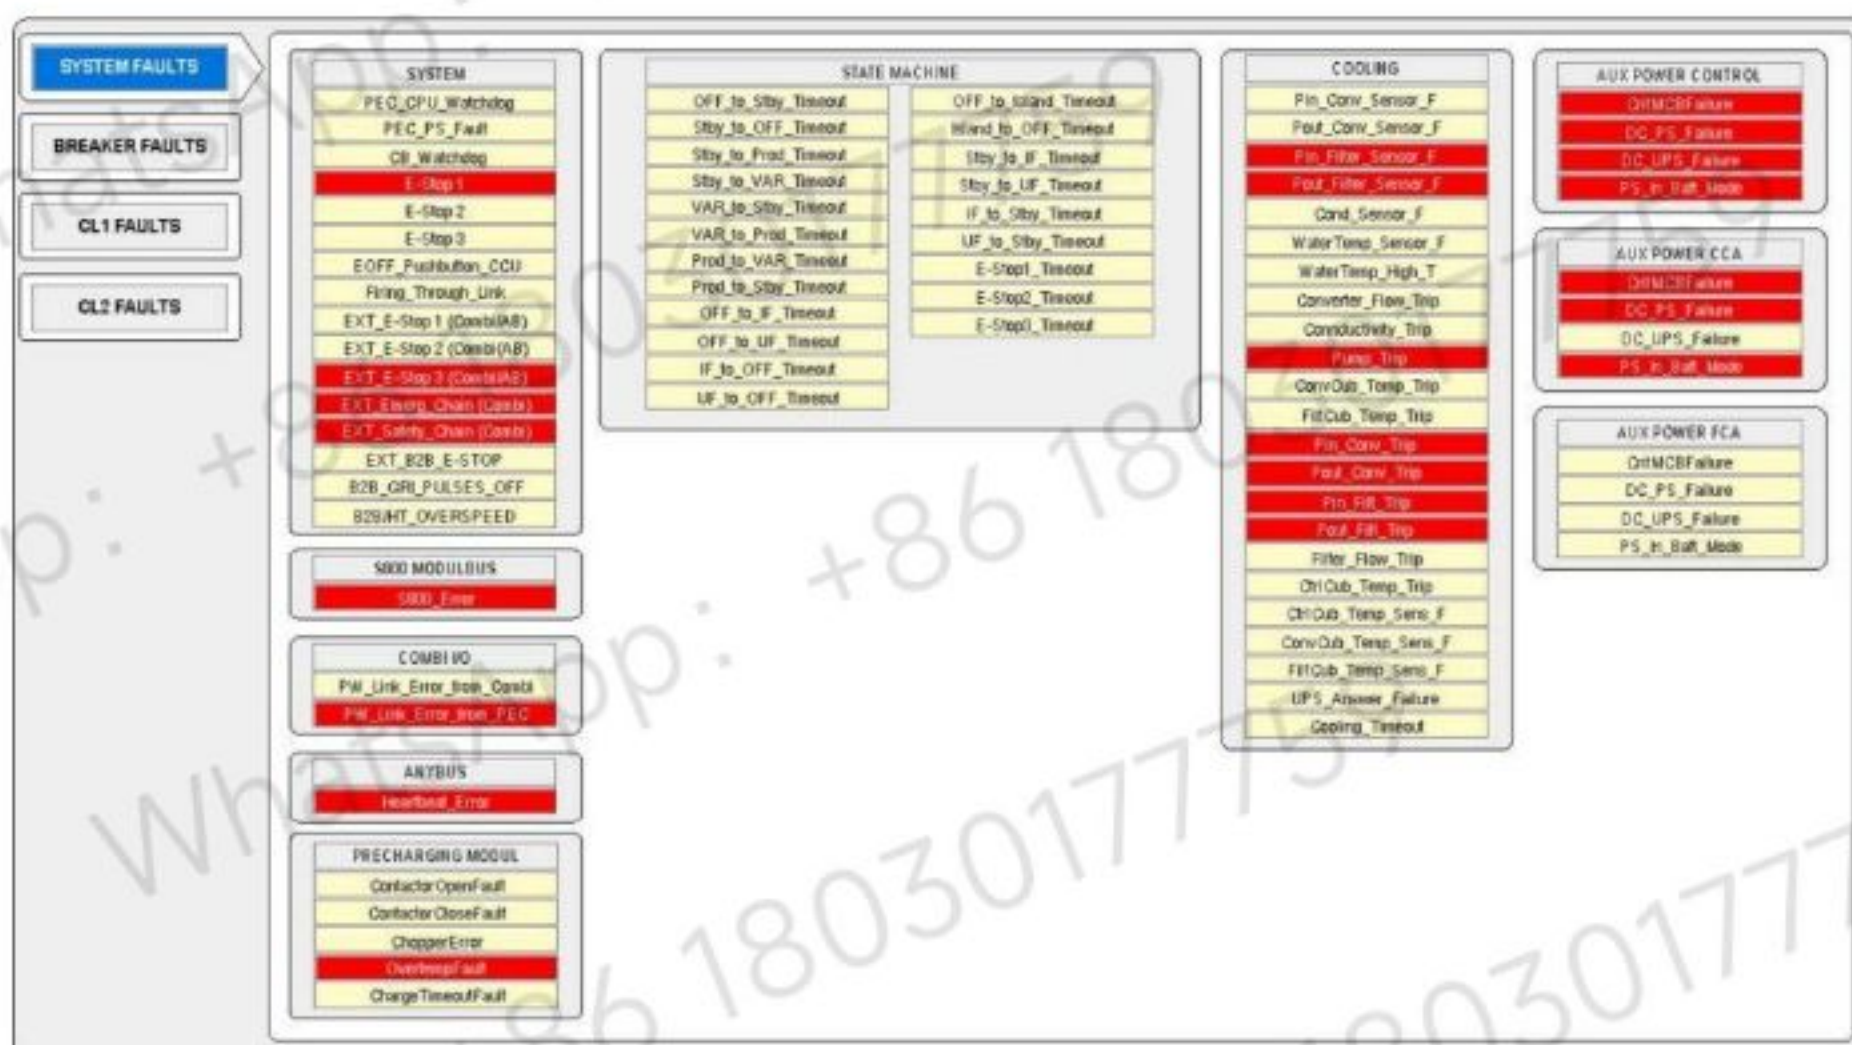 SYSTEM FAULTS
BREAKER FAULTS
CL1 FAULTS
CL2 FAULTS
SYSTEM
PEC_CPU_Watchdog
PEC_PS_Fault
CB_Watchdog
E-Stop 1
E-Stop 2
E-Stop 3
EOFF_Pushbutton_CCU
Firing_Through_Link
EXT_E-Stop 1 (Combi/AB)
EXT_E-Stop 2 (Combi/AB)
EXT_E-Stop 3 (Combi/AB)
EXT_Emerg_Chain (Combi)
EXT_Safety_Chain (Combi)
EXT_B2B_E-STOP
B2B_GRI_PULSES_OFF
B2B/HT_OVERSPEED
S800 MODULBUS
S800_Error
COMBI I/O
PW_Link_Error_from_Combi
PW_Link_Error_from_PEC
ANYBUS
Heartbeat_Error
PRECHARGING MODUL
ContactorOpenFault
ContactorCloseFault
ChopperError
OvertempFault
ChargeTimeoutFault
STATE MACHINE
OFF_to_Stby_Timeout
Stby_to_OFF_Timeout
Stby_to_Prod_Timeout
Stby_to_VAR_Timeout
VAR_to_Stby_Timeout
VAR_to_Prod_Timeout
Prod_to_VAR_Timeout
Prod_to_Stby_Timeout
OFF_to_IF_Timeout
OFF_to_UF_Timeout
IF_to_OFF_Timeout
UF_to_OFF_Timeout
OFF_to_Island_Timeout
Island_to_OFF_Timeout
Stby_to_IF_Timeout
Stby_to_UF_Timeout
IF_to_Stby_Timeout
UF_to_Stby_Timeout
E-Stop1_Timeout
E-Stop2_Timeout
E-Stop3_Timeout
COOLING
Pin_Conv_Sensor_F
Pout_Conv_Sensor_F
Pin_Filter_Sensor_F
Pout_Filter_Sensor_F
Cond_Sensor_F
WaterTemp_Sensor_F
WaterTemp_High_T
Converter_Flow_Trip
Conductivity_Trip
Pump_Trip
ConvCub_Temp_Trip
FiltCub_Temp_Trip
Pin_Conv_Trip
Pout_Conv_Trip
Pin_Filt_Trip
Pout_Filt_Trip
Filter_Flow_Trip
CtrlCub_Temp_Trip
CtrlCub_Temp_Sens_F
ConvCub_Temp_Sens_F
FiltCub_Temp_Sens_F
UPS_Answer_Failure
Cooling_Timeout
AUX POWER CONTROL
CritMCBFailure
DC_PS_Failure
DC_UPS_Failure
PS_In_Batt_Mode
AUX POWER CCA
CritMCBFailure
DC_PS_Failure
DC_UPS_Failure
PS_In_Batt_Mode
AUX POWER FCA
CritMCBFailure
DC_PS_Failure
DC_UPS_Failure
PS_In_Batt_Mode
WhatsApp: +86 18030177759